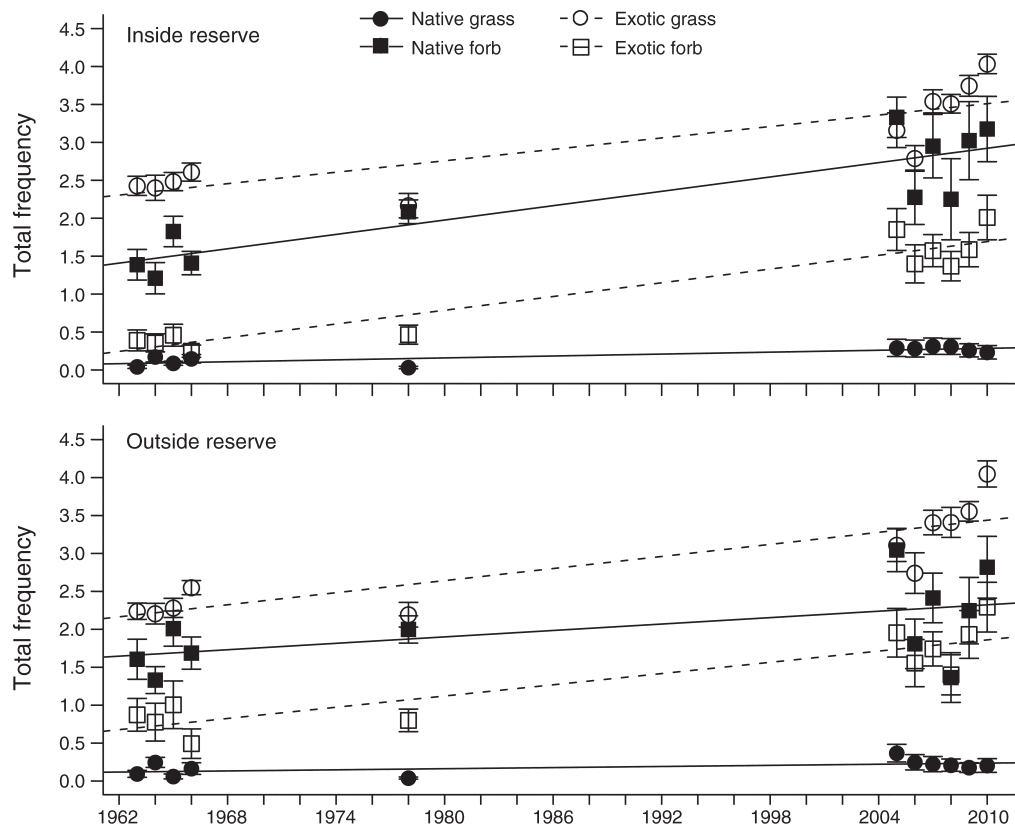 Native grass
Exotic grass
Native forb
Exotic forb
Inside reserve
Total frequency
4.5
4.0
3.5
3.0
2.5
2.0
1.5
1.0
0.5
0.0
Outside reserve
Total frequency
4.5
4.0
3.5
3.0
2.5
2.0
1.5
1.0
0.5
0.0
1962 1968 1974 1980 1986 1992 1998 2004 2010